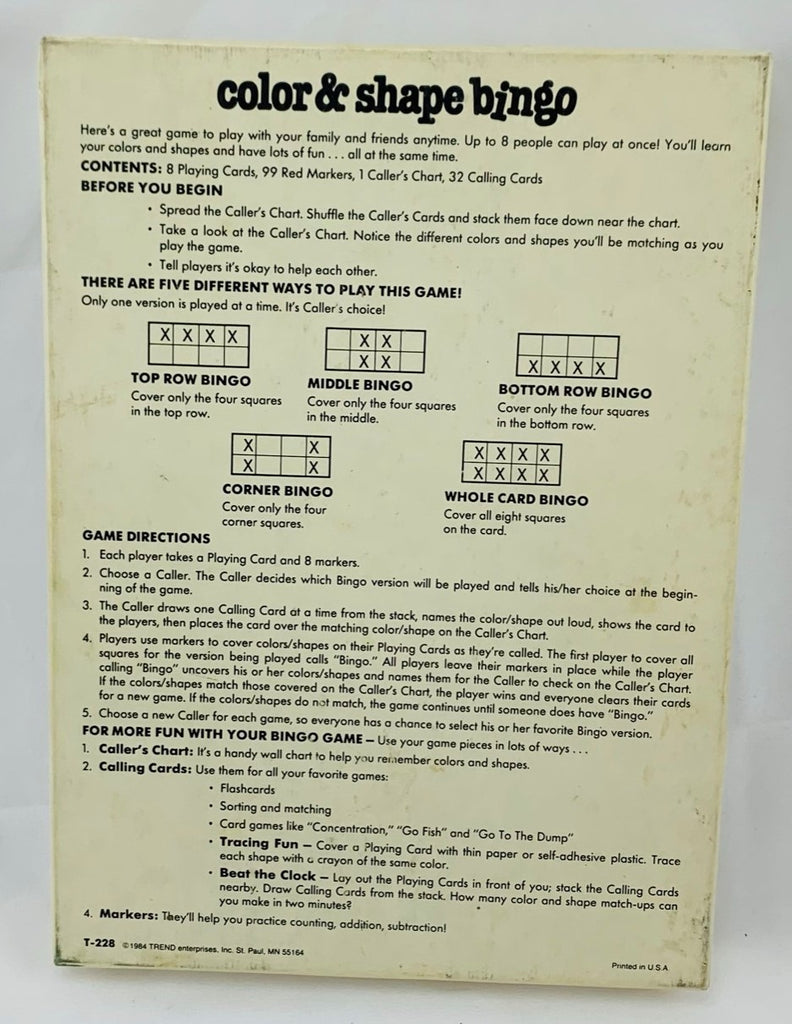 color & shape bingo
Here's a great game to play with your family and friends anytime. Up to 8 people can play at once! You'll learn
your colors and shapes and have lots of fun . . . all at the same time.
CONTENTS: 8 Playing Cards, 99 Red Markers, 1 Caller's Chart, 32 Calling Cards
BEFORE YOU BEGIN
• Spread the Caller's Chart. Shuffle the Caller's Cards and stack them face down near the chart.
• Take a look at the Caller's Chart. Notice the different colors and shapes you'll be matching as you
play the game.
• Tell players it's okay to help each other.
THERE ARE FIVE DIFFERENT WAYS TO PLAY THIS GAME!
Only one version is played at a time. It's Caller's choice!
X X X X
TOP ROW BINGO
Cover only the four squares
in the top row.
X X
X X
MIDDLE BINGO
Cover only the four squares
in the middle.
X X X X
BOTTOM ROW BINGO
Cover only the four squares
in the bottom row.
X X
X X
CORNER BINGO
Cover only the four
corner squares.
X X X X
X X X X
WHOLE CARD BINGO
Cover all eight squares
on the card.
GAME DIRECTIONS
1. Each player takes a Playing Card and 8 markers.
2. Choose a Caller. The Caller decides which Bingo version will be played and tells his/her choice at the begin-
ning of the game.
3. The Caller draws one Calling Card at a time from the stack, names the color/shape out loud, shows the card to
the players, then places the card over the matching color/shape on the Caller's Chart.
4. Players use markers to cover colors/shapes on their Playing Cards as they're called. The first player to cover all
squares for the version being played calls "Bingo." All players leave their markers in place while the player
calling "Bingo" uncovers his or her colors/shapes and names them for the Caller to check on the Caller's Chart.
If the colors/shapes match those covered on the Caller's Chart, the player wins and everyone clears their cards
for a new game. If the colors/shapes do not match, the game continues until someone does have "Bingo."
5. Choose a new Caller for each game, so everyone has a chance to select his or her favorite Bingo version.
FOR MORE FUN WITH YOUR BINGO GAME – Use your game pieces in lots of ways . . .
1. Caller's Chart: It's a handy wall chart to help you remember colors and shapes.
2. Calling Cards: Use them for all your favorite games:
• Flashcards
• Sorting and matching
• Card games like "Concentration," "Go Fish" and "Go To The Dump"
• Tracing Fun – Cover a Playing Card with thin paper or self-adhesive plastic. Trace
each shape with a crayon of the same color.
• Beat the Clock – Lay out the Playing Cards in front of you; stack the Calling Cards
nearby. Draw Calling Cards from the stack. How many color and shape match-ups can
you make in two minutes?
4. Markers: They'll help you practice counting, addition, subtraction!
T-228 ©1984 TREND enterprises, Inc. St. Paul, MN 55164
Printed in U.S.A